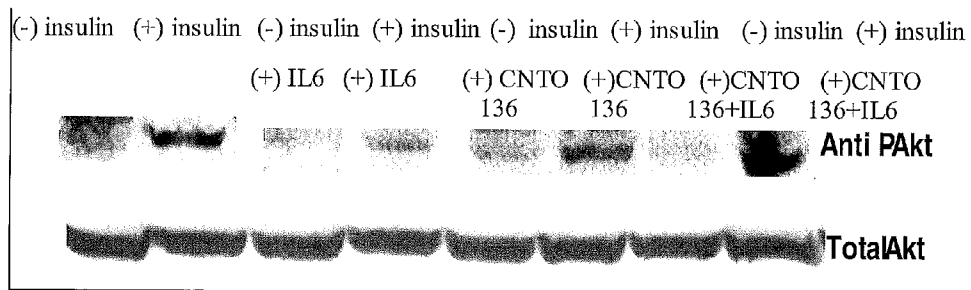 (-) insulin (+) insulin (-) insulin (+) insulin (-) insulin (+) insulin (-) insulin (+) insulin
(+) IL6 (+) IL6 (+) CNTO (+)CNTO (+)CNTO (+)CNTO
136 136 136+IL6 136+IL6
Anti PAkt
TotalAkt